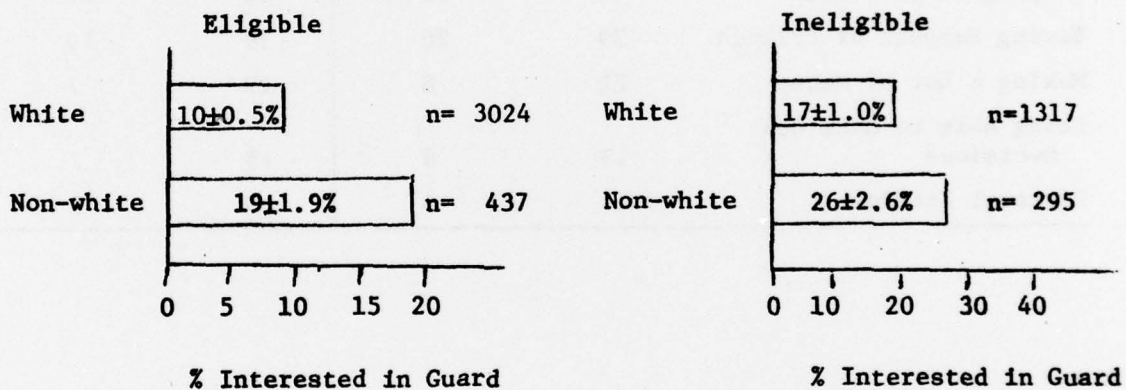 Eligible Ineligible
White 10±0.5% n= 3024 White 17±1.0% n=1317
Non-white 19±1.9% n= 437 Non-white 26±2.6% n= 295
0 5 10 15 20 0 10 20 30 40
% Interested in Guard % Interested in Guard